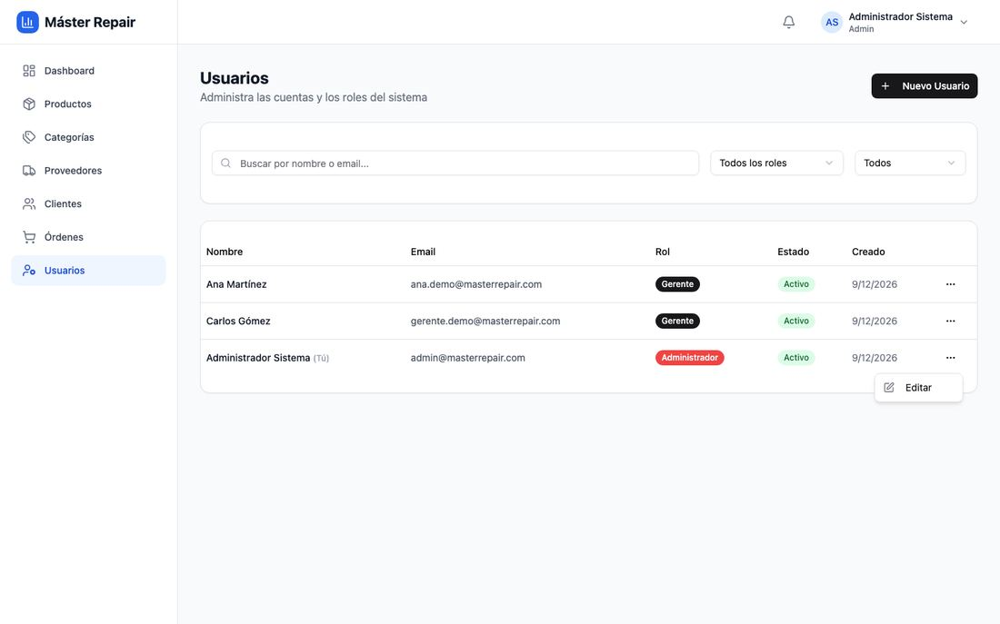 Máster Repair
AS
Administrador Sistema
Admin
Dashboard
Productos
Categorías
Proveedores
Clientes
Órdenes
Usuarios
Usuarios
Administra las cuentas y los roles del sistema
Nuevo Usuario
Buscar por nombre o email...
Todos los roles
Todos
Nombre Email Rol Estado Creado
Ana Martínez ana.demo@masterrepair.com Gerente Activo 9/12/2026
Carlos Gómez gerente.demo@masterrepair.com Gerente Activo 9/12/2026
Administrador Sistema (Tú) admin@masterrepair.com Administrador Activo 9/12/2026
Editar